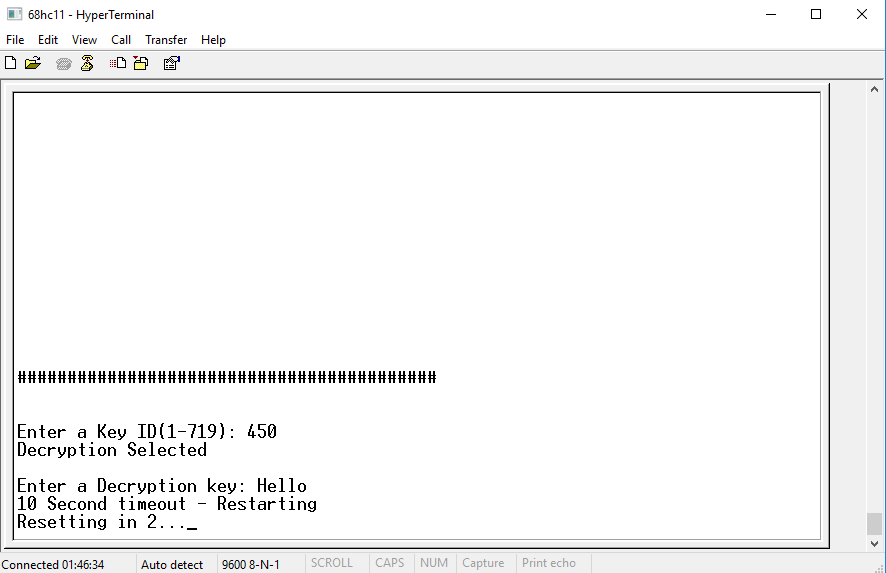 68hc11 - HyperTerminal
File Edit View Call Transfer Help
##########################################
Enter a Key ID(1-719): 450
Decryption Selected
Enter a Decryption key: Hello
10 Second timeout - Restarting
Resetting in 2..._
Connected 01:46:34 Auto detect 9600 8-N-1 SCROLL CAPS NUM Capture Print echo